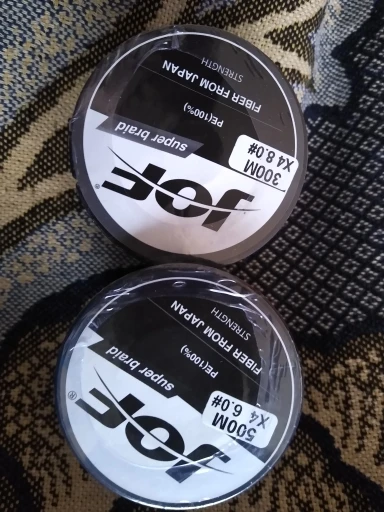 JOF®
500M
X4 6.0#
super braid
PE(100%)
FIBER FROM JAPAN
STRENGTH
JOF®
300M
X4 8.0#
super braid
PE(100%)
FIBER FROM JAPAN
STRENGTH